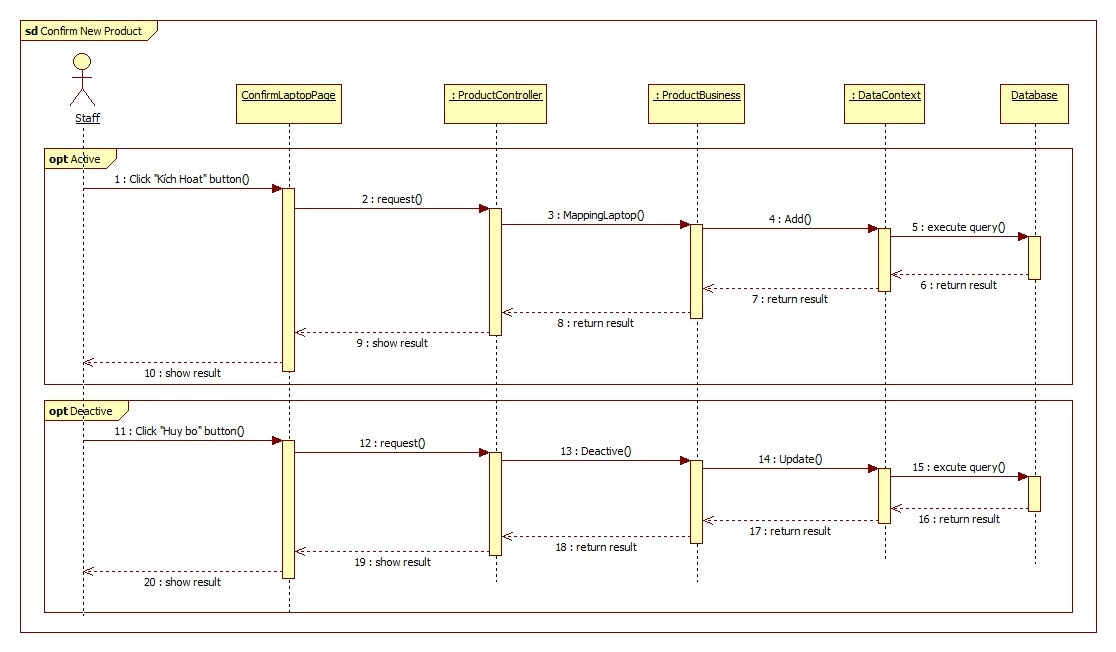 sd Confirm New Product
Staff
ConfirmLaptopPage
: ProductController
: ProductBusiness
: DataContext
Database
opt Active
1 : Click "Kích Hoat" button()
2 : request()
3 : MappingLaptop()
4 : Add()
5 : execute query()
6 : return result
7 : return result
8 : return result
9 : show result
10 : show result
opt Deactive
11 : Click "Huy bo" button()
12 : request()
13 : Deactive()
14 : Update()
15 : excute query()
16 : return result
17 : return result
18 : return result
19 : show result
20 : show result